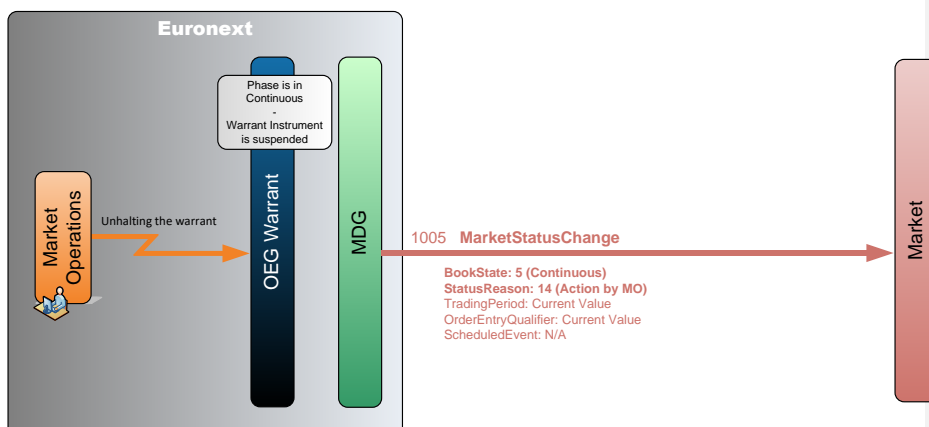 Euronext
Phase is in
Continuous
-
Warrant Instrument
is suspended
Market
Operations
Unhalting the warrant
OEG Warrant
MDG
1005 MarketStatusChange
BookState: 5 (Continuous)
StatusReason: 14 (Action by MO)
TradingPeriod: Current Value
OrderEntryQualifier: Current Value
ScheduledEvent: N/A
Market